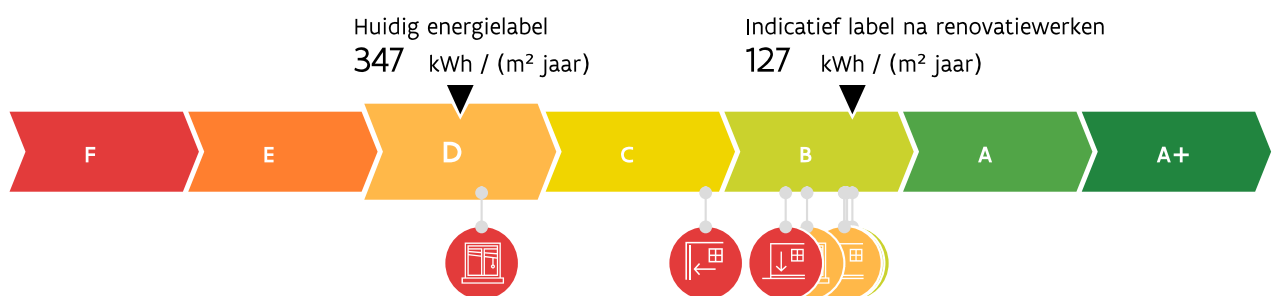 Huidig energielabel
347 kWh / (m² jaar)
Indicatief label na renovatiewerken
127 kWh / (m² jaar)
F E D C B A A+